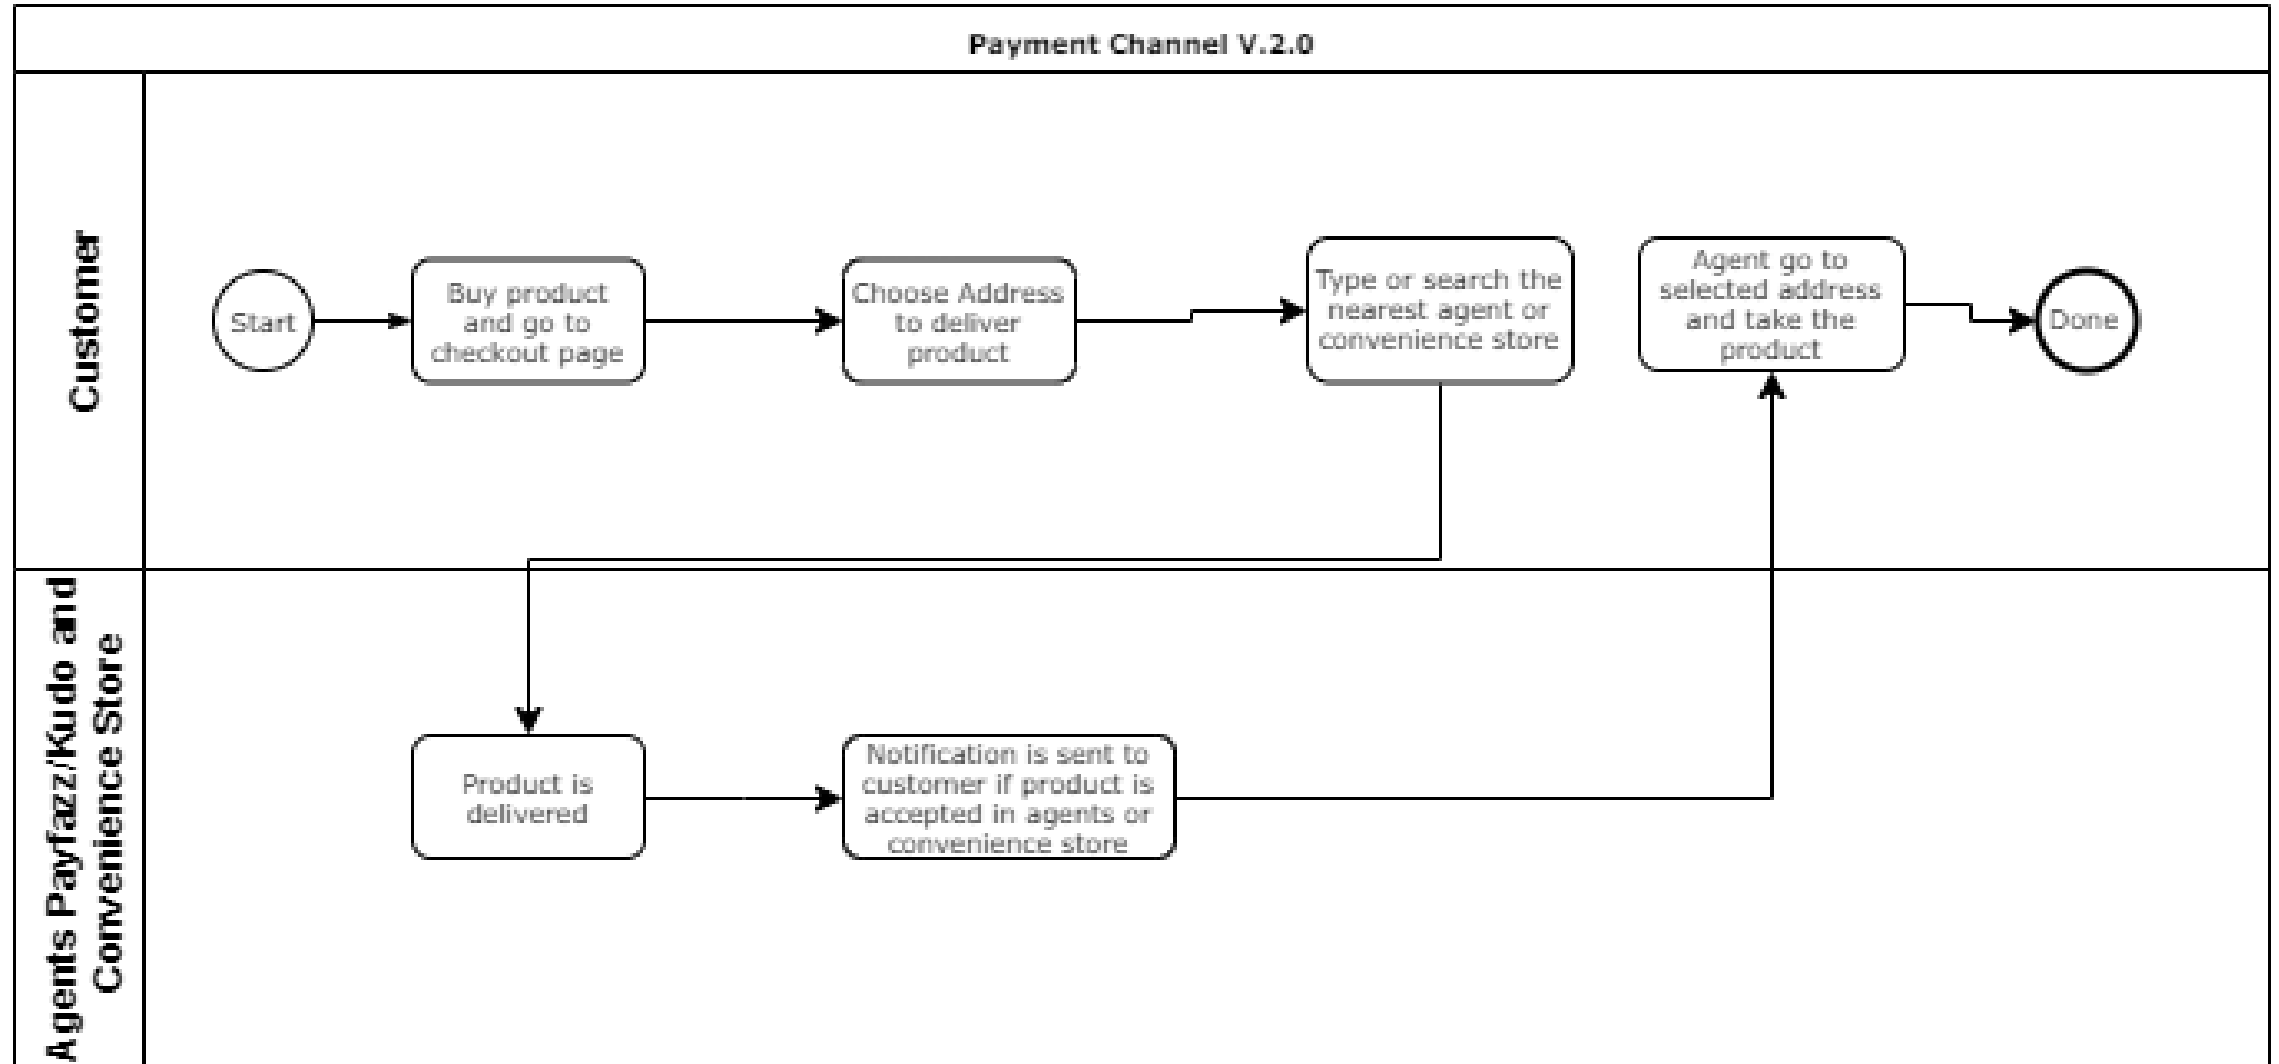 Payment Channel V.2.0
Customer
Start
Buy product
and go to
checkout page
Choose Address
to deliver
product
Type or search the
nearest agent or
convenience store
Agent go to
selected address
and take the
product
Done
Agents Payfazz/Kudo and
Convenience Store
Product is
delivered
Notification is sent to
customer if product is
accepted in agents or
convenience store